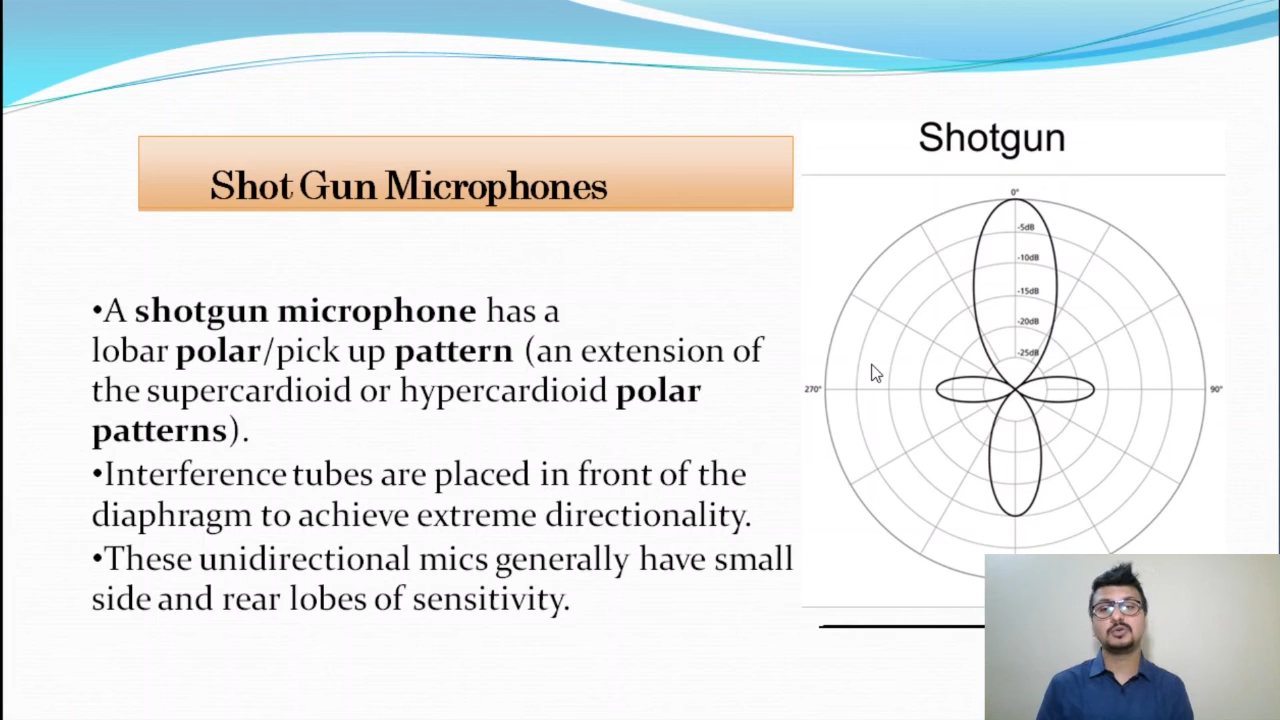 Shot Gun Microphones
•A shotgun microphone has a
lobar polar/pick up pattern (an extension of
the supercardioid or hypercardioid polar
patterns).
•Interference tubes are placed in front of the
diaphragm to achieve extreme directionality.
•These unidirectional mics generally have small
side and rear lobes of sensitivity.
Shotgun
0°
-5dB
-10dB
-15dB
-20dB
-25dB
270°
90°